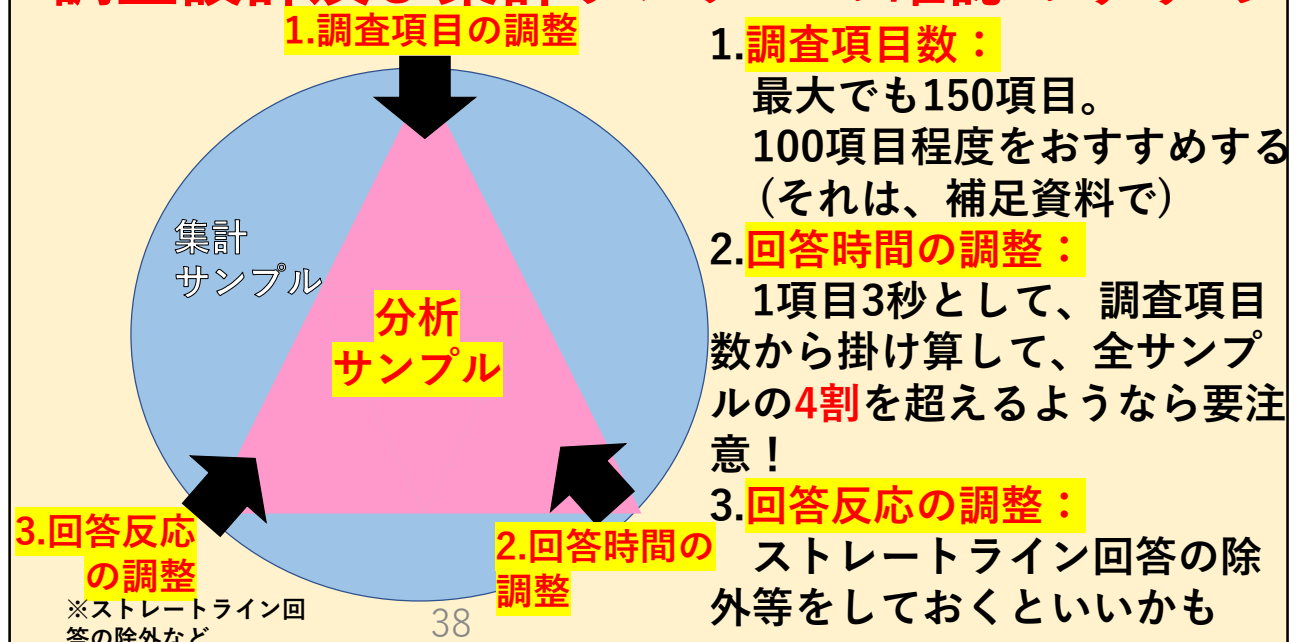 1.調査項目の調整
集計
サンプル
分析
サンプル
3.回答反応
の調整
※ストレートライン回
答の除外など
2.回答時間の
調整
38
1.調査項目数：
最大でも150項目。
100項目程度をおすすめする
(それは、補足資料で)
2.回答時間の調整：
1項目3秒として、調査項目
数から掛け算して、全サンプ
ルの4割を超えるようなら要注
意！
3.回答反応の調整：
ストレートライン回答の除
外等をしておくといいかも